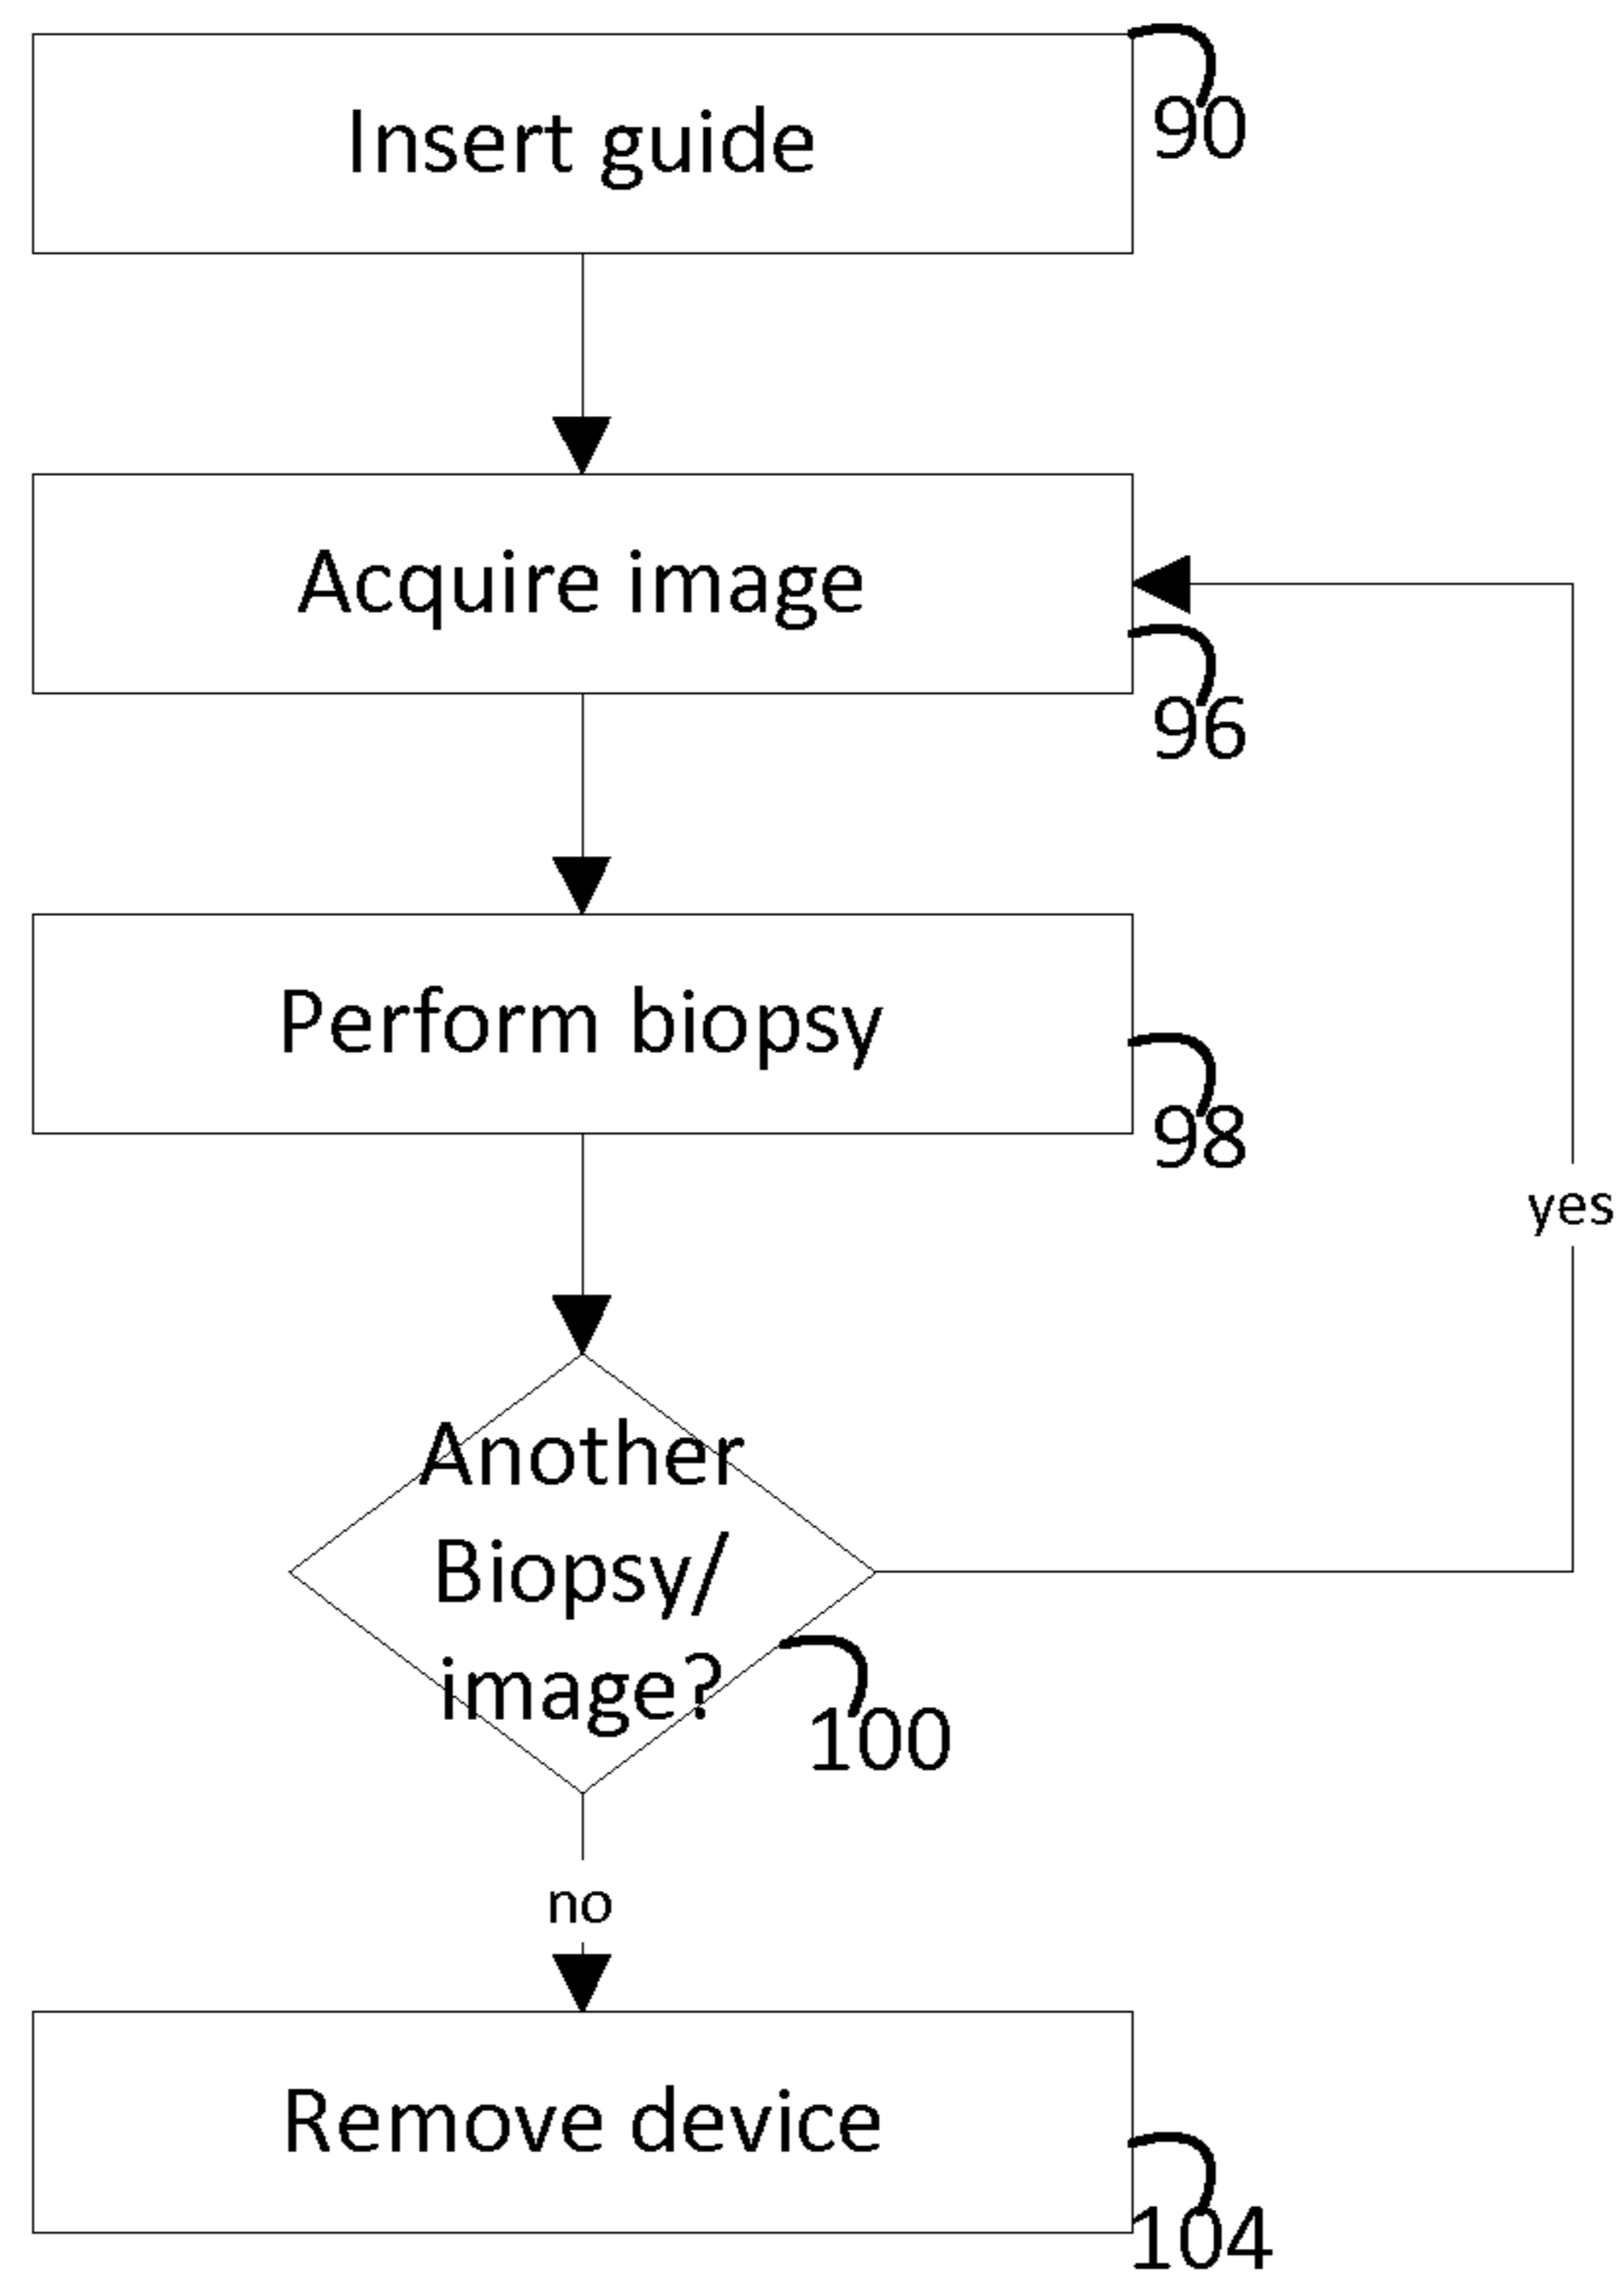 Insert guide
90
Acquire image
96
Perform biopsy
98
yes
Another
Biopsy/
image?
100
no
Remove device
104